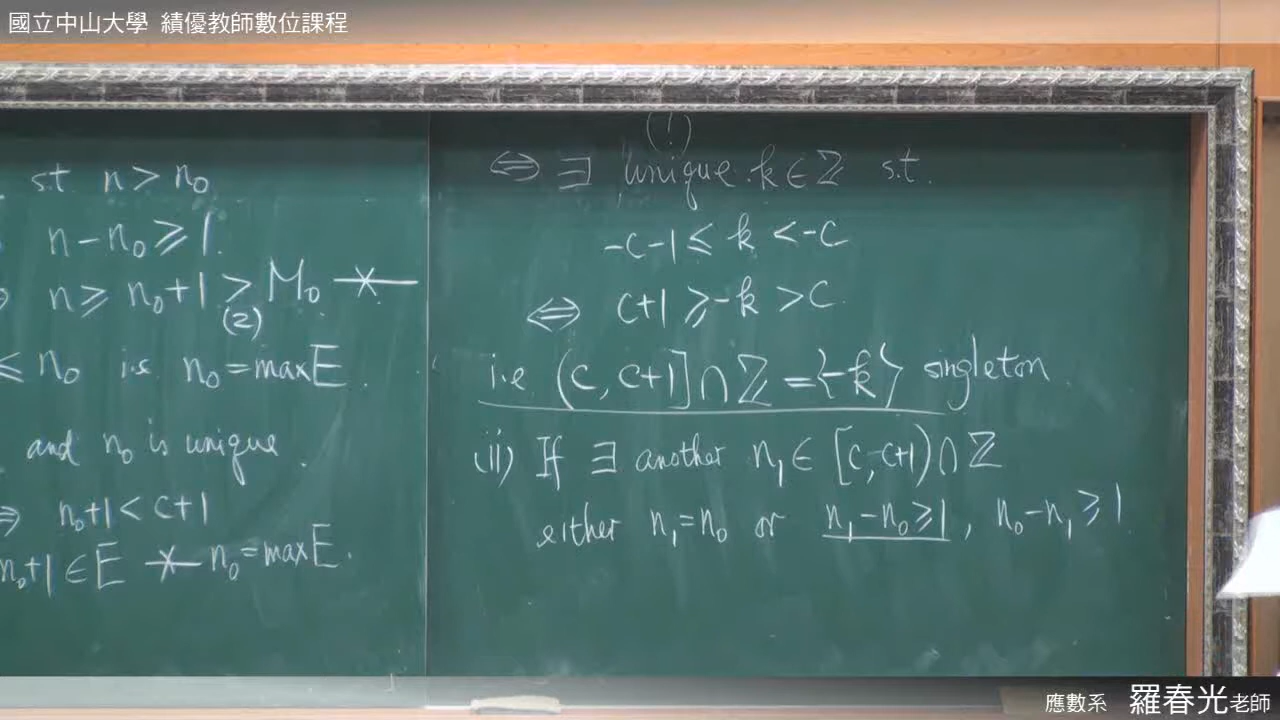 國立中山大學 績優教師數位課程
s.t. n > n₀
n-n₀ ≥ 1.
n ≥ n₀+1 > M₀ ※
(2)
≤ n₀ i.e. n₀ = max E.
and n₀ is unique.
⇒ n₀+1 < c+1
n₀+1 ∈ E ※ n₀ = max E.
(!)
⇔ ∃ unique k ∈ ℤ s.t.
-c-1 ≤ k < -c
⇔ c+1 ≥ -k > c.
i.e (c, c+1] ∩ ℤ = {-k} singleton.
(ii) If ∃ another n₁ ∈ [c, c+1) ∩ ℤ
either n₁ = n₀ or n₁-n₀ ≥ 1, n₀-n₁ ≥ 1.
應數系 羅春光老師